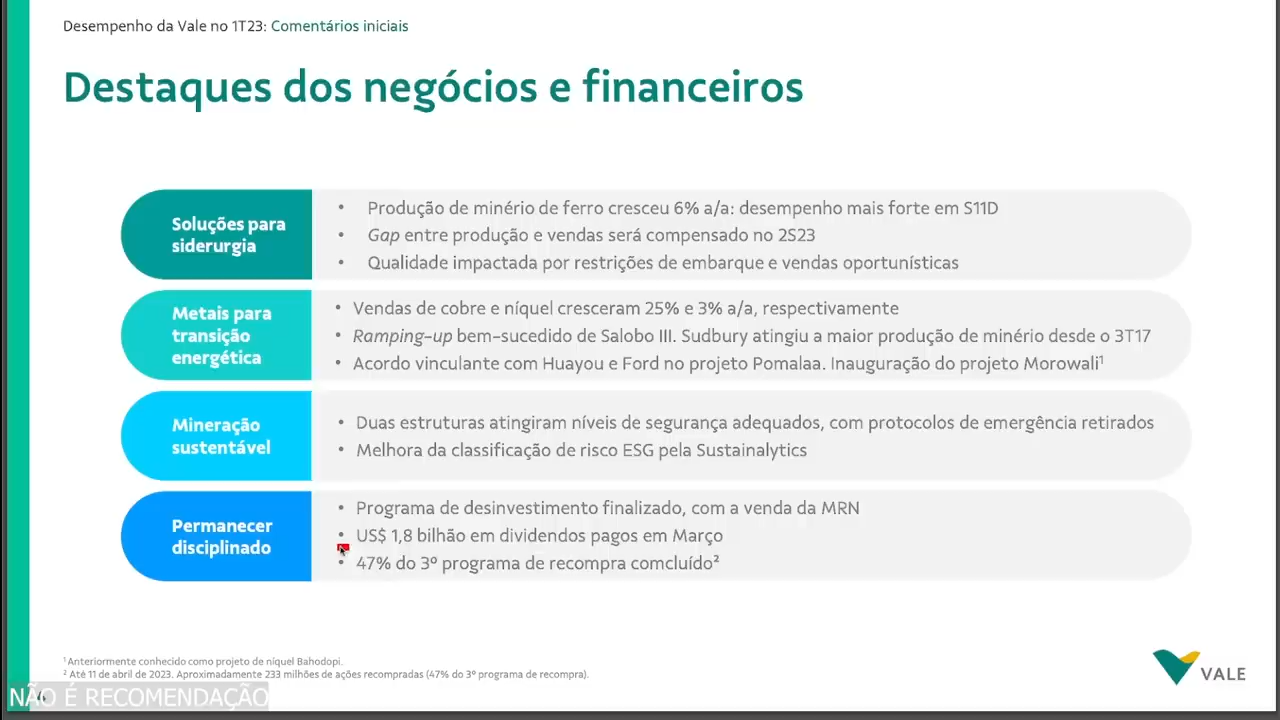 Desempenho da Vale no 1T23: Comentários iniciais
Destaques dos negócios e financeiros
Soluções para
siderurgia
• Produção de minério de ferro cresceu 6% a/a: desempenho mais forte em S11D
• Gap entre produção e vendas será compensado no 2S23
• Qualidade impactada por restrições de embarque e vendas oportunísticas
Metais para
transição
energética
• Vendas de cobre e níquel cresceram 25% e 3% a/a, respectivamente
• Ramping-up bem-sucedido de Salobo III. Sudbury atingiu a maior produção de minério desde o 3T17
• Acordo vinculante com Huayou e Ford no projeto Pomalaa. Inauguração do projeto Morowali¹
Mineração
sustentável
• Duas estruturas atingiram níveis de segurança adequados, com protocolos de emergência retirados
• Melhora da classificação de risco ESG pela Sustainalytics
Permanecer
disciplinado
• Programa de desinvestimento finalizado, com a venda da MRN
• US$ 1,8 bilhão em dividendos pagos em Março
• 47% do 3º programa de recompra comcluído²
¹ Anteriormente conhecido como projeto de níquel Bahodopi.
² Até 11 de abril de 2023. Aproximadamente 233 milhões de ações recompradas (47% do 3º programa de recompra).
NÃO É RECOMENDAÇÃO
VALE